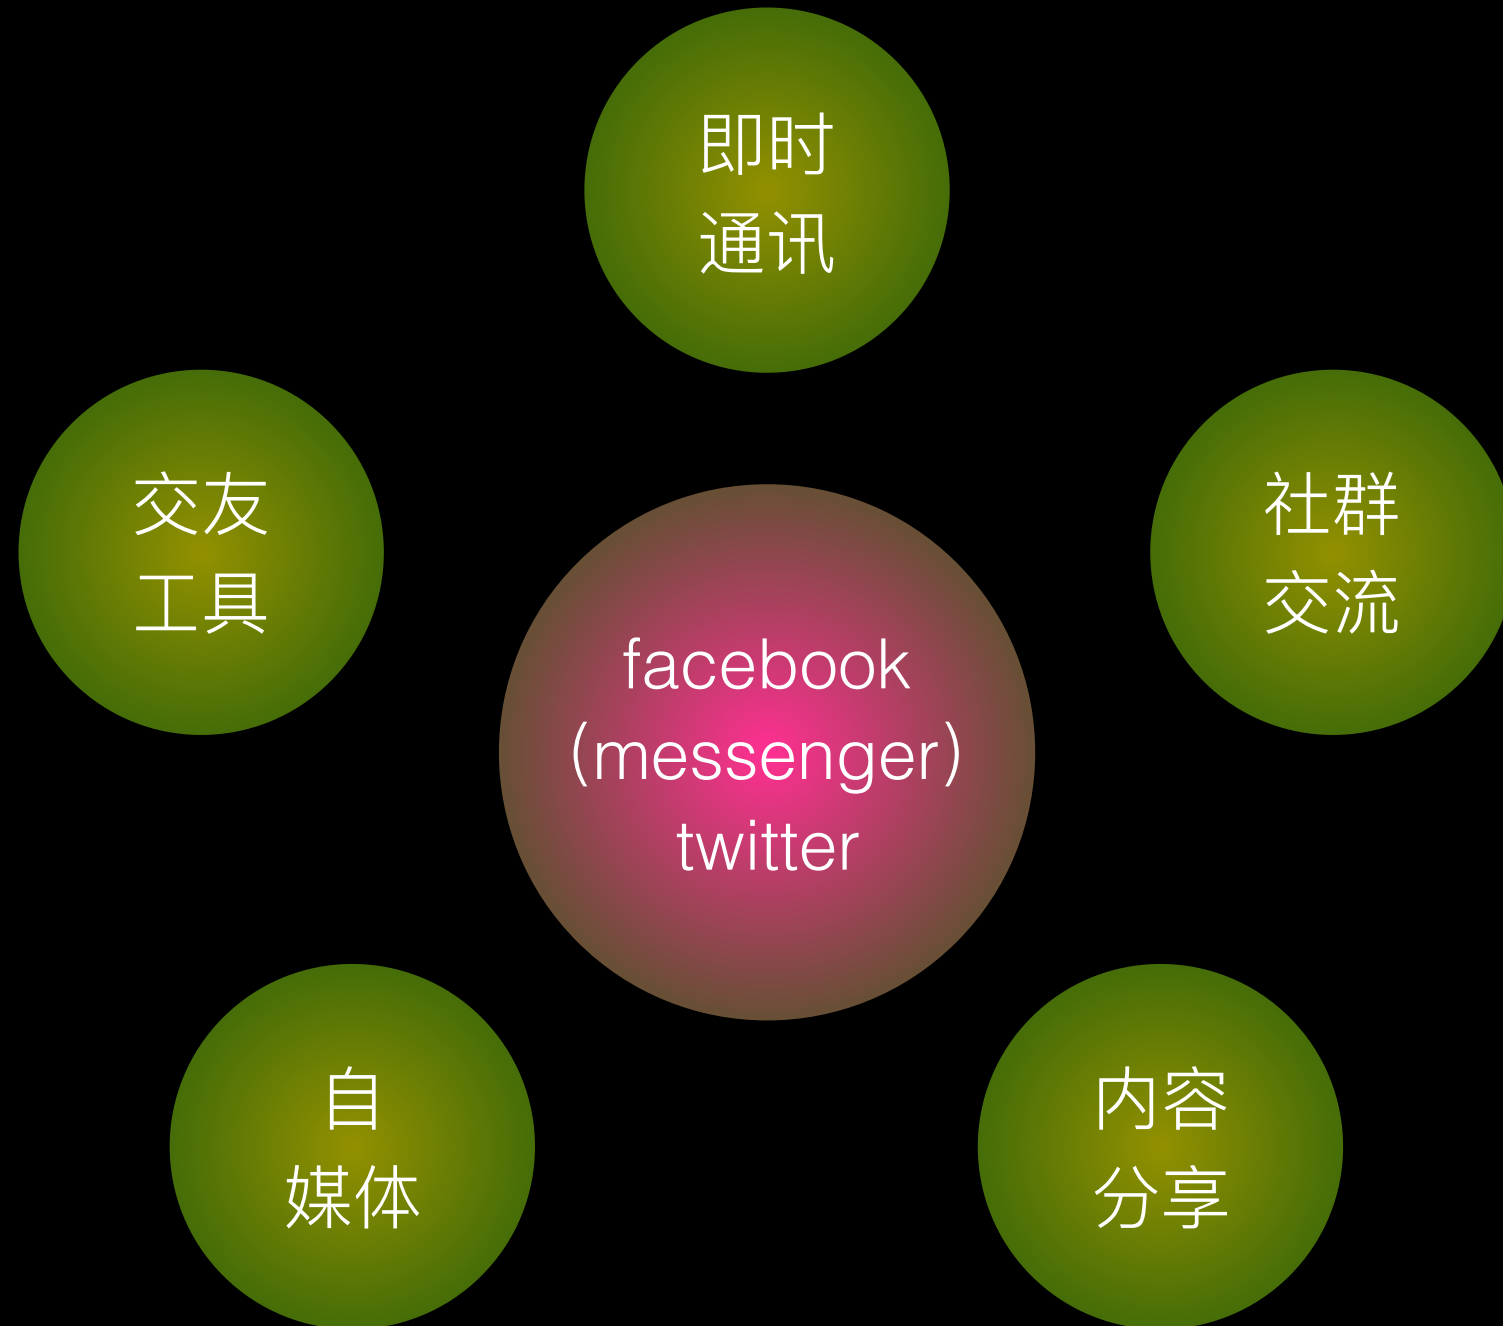 即时
通讯
交友
工具
社群
交流
facebook
(messenger)
twitter
自
媒体
内容
分享